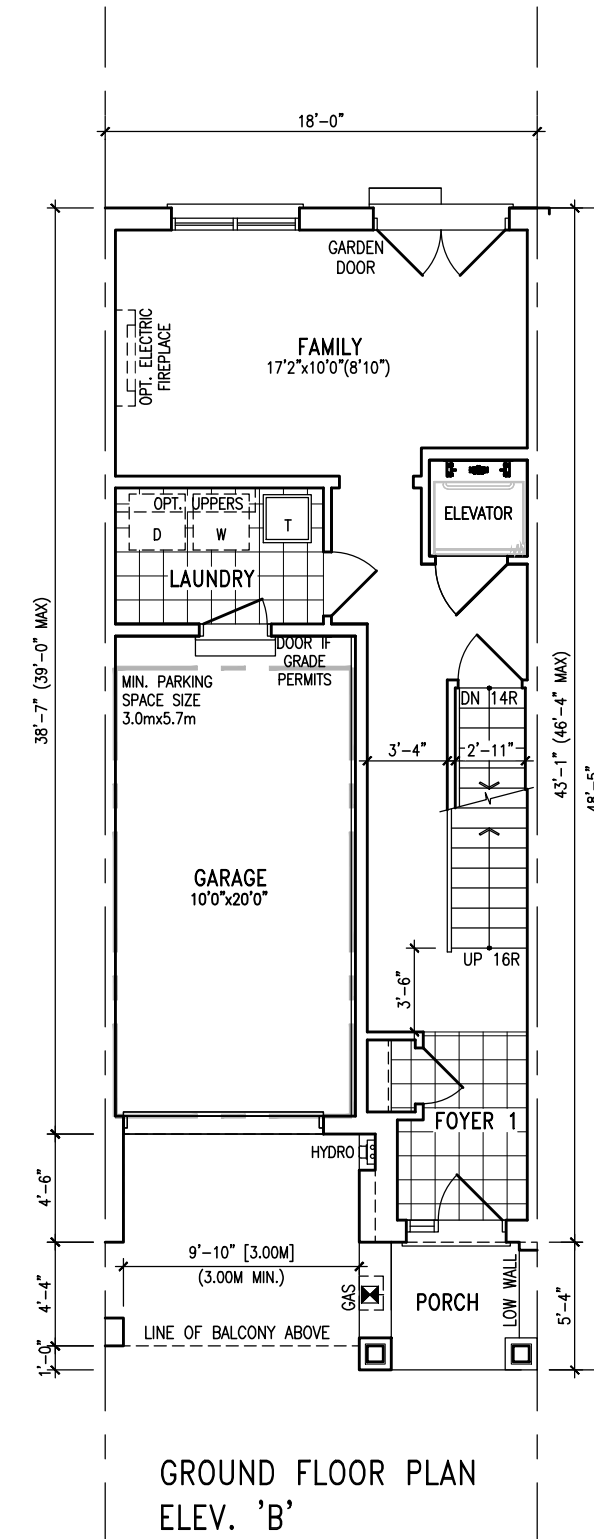 18'-0"
GARDEN
DOOR
OPT. ELECTRIC
FIREPLACE
FAMILY
17'2"x10'0"(8'10")
ELEVATOR
OPT. UPPERS
D
W
T
LAUNDRY
DOOR IF
GRADE
PERMITS
MIN. PARKING
SPACE SIZE
3.0mx5.7m
38'-7" (39'-0" MAX)
43'-1" (46'-4" MAX)
48'-5"
DN 14R
3'-4"
2'-11"
GARAGE
10'0"x20'0"
UP 16R
3'-6"
FOYER 1
HYDRO
4'-6"
9'-10" [3.00M]
(3.00M MIN.)
GAS
PORCH
LOW WALL
4'-4"
5'-4"
LINE OF BALCONY ABOVE
1'-0"
GROUND FLOOR PLAN
ELEV. 'B'